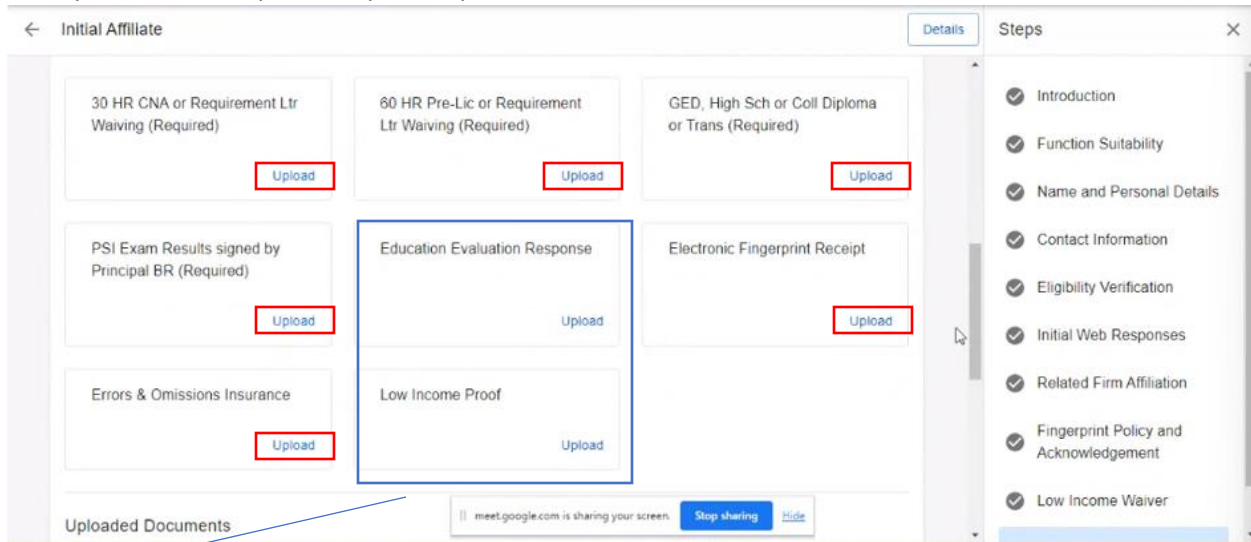 Initial Affiliate
Details
30 HR CNA or Requirement Ltr
Waiving (Required)
Upload
60 HR Pre-Lic or Requirement
Ltr Waiving (Required)
Upload
GED, High Sch or Coll Diploma
or Trans (Required)
Upload
PSI Exam Results signed by
Principal BR (Required)
Upload
Education Evaluation Response
Upload
Electronic Fingerprint Receipt
Upload
Errors & Omissions Insurance
Upload
Low Income Proof
Upload
Uploaded Documents
meet.google.com is sharing your screen.
Stop sharing
Hide
Steps
Introduction
Function Suitability
Name and Personal Details
Contact Information
Eligibility Verification
Initial Web Responses
Related Firm Affiliation
Fingerprint Policy and
Acknowledgement
Low Income Waiver